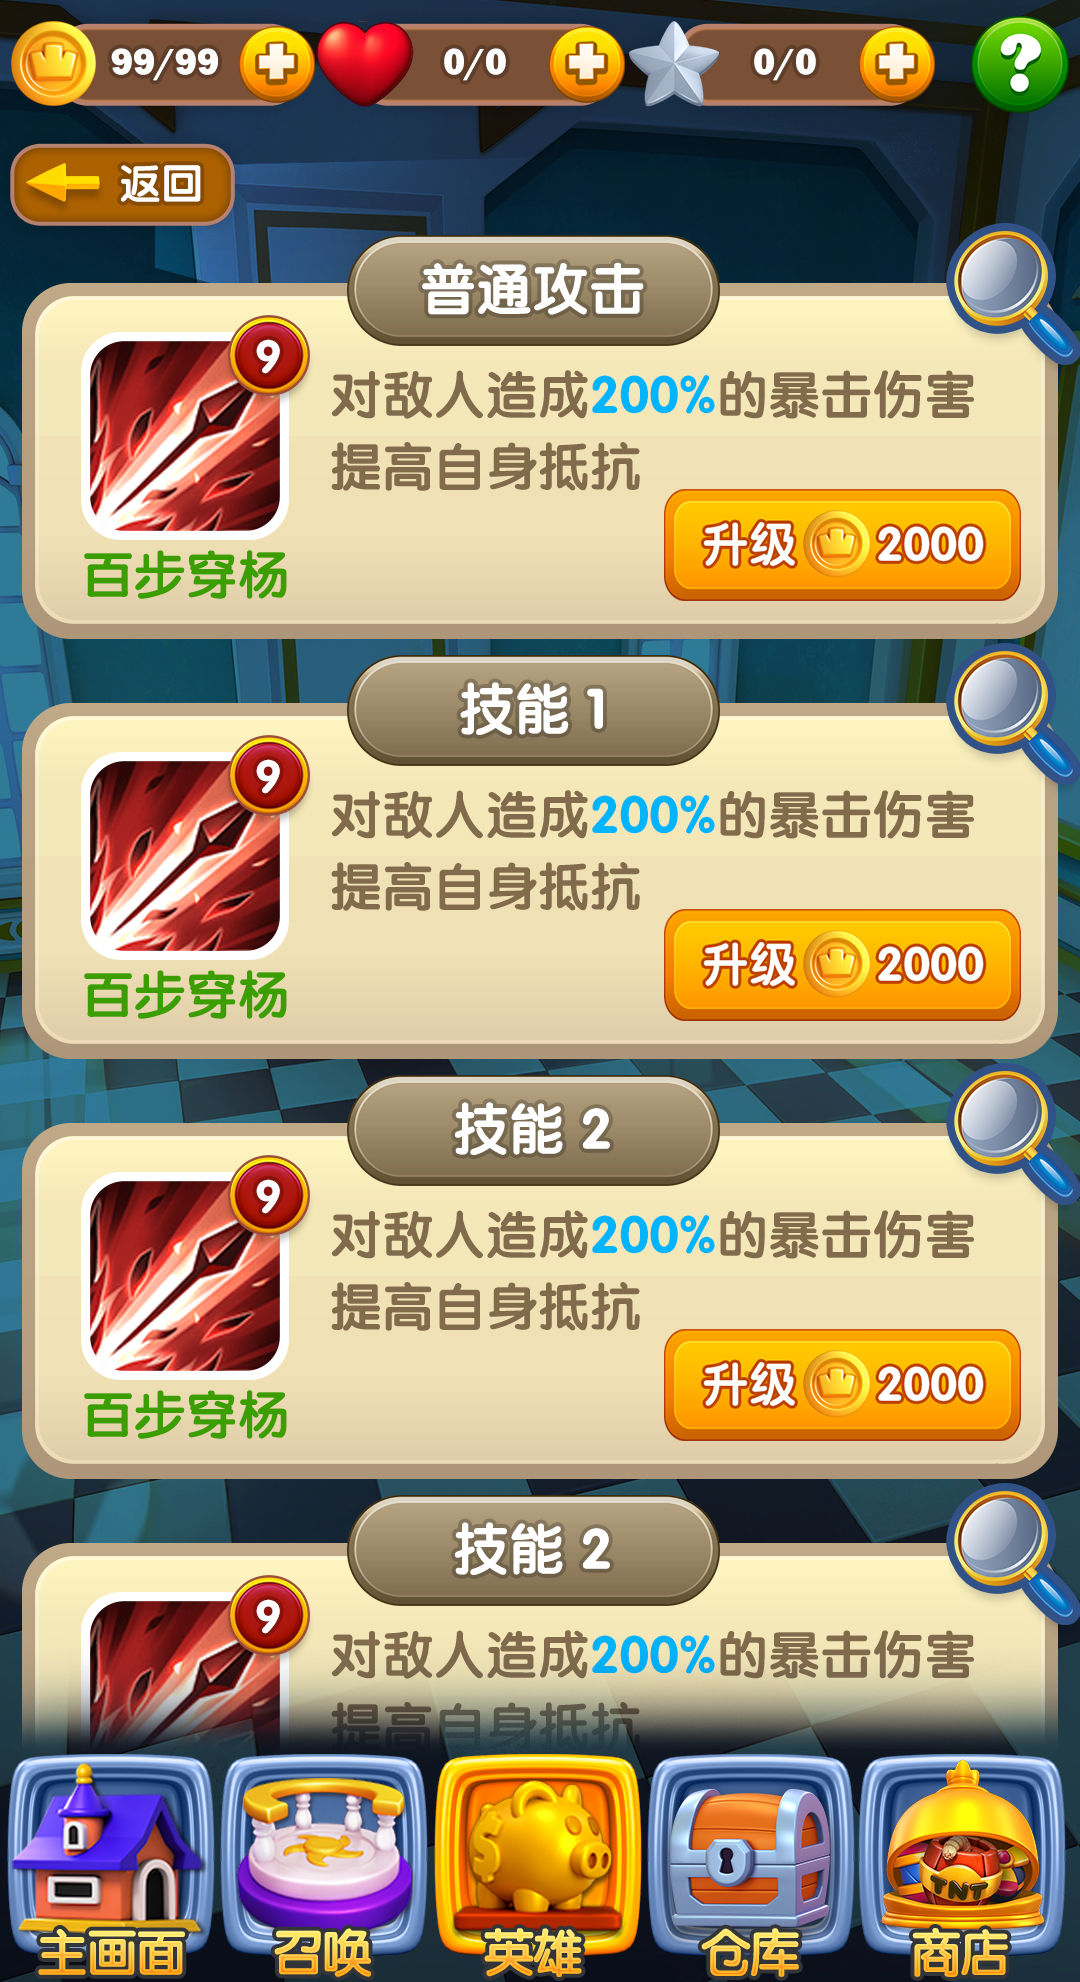 99/99 0/0 0/0 ?
返回
普通攻击
9
对敌人造成200%的暴击伤害
提高自身抵抗
升级 2000
百步穿杨
技能 1
9
对敌人造成200%的暴击伤害
提高自身抵抗
升级 2000
百步穿杨
技能 2
9
对敌人造成200%的暴击伤害
提高自身抵抗
升级 2000
百步穿杨
技能 2
9
对敌人造成200%的暴击伤害
提高自身抵抗
TNT
主画面 召唤 英雄 仓库 商店